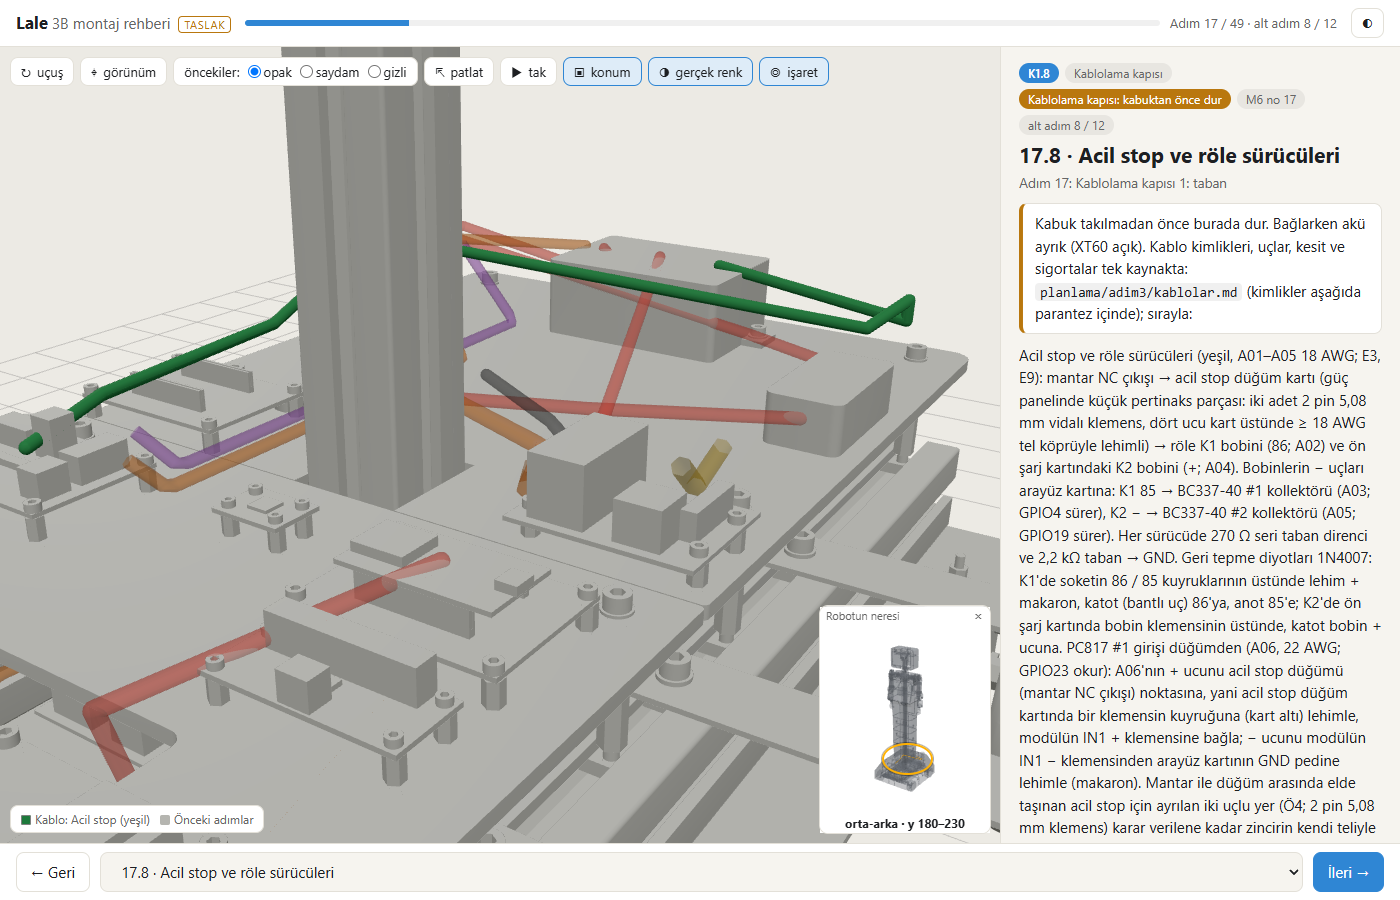 Lale 3B montaj rehberi TASLAK
Adım 17 / 49 · alt adım 8 / 12
↻ uçuş
⌖ görünüm
öncekiler: opak saydam gizli
⇱ patlat
▶ tak
▣ konum
◑ gerçek renk
◎ işaret
Robotun neresi ×
orta-arka · y 180–230
Kablo: Acil stop (yeşil) Önceki adımlar
K1.8 Kablolama kapısı
Kablolama kapısı: kabuktan önce dur M6 no 17
alt adım 8 / 12
17.8 · Acil stop ve röle sürücüleri
Adım 17: Kablolama kapısı 1: taban
Kabuk takılmadan önce burada dur. Bağlarken akü
ayrık (XT60 açık). Kablo kimlikleri, uçlar, kesit ve
sigortalar tek kaynakta:
planlama/adim3/kablolar.md (kimlikler aşağıda
parantez içinde); sırayla:
Acil stop ve röle sürücüleri (yeşil, A01–A05 18 AWG; E3,
E9): mantar NC çıkışı → acil stop düğüm kartı (güç
panelinde küçük pertinaks parçası: iki adet 2 pin 5,08
mm vidalı klemens, dört ucu kart üstünde ≥ 18 AWG
tel köprüyle lehimli) → röle K1 bobini (86; A02) ve ön
şarj kartındaki K2 bobini (+; A04). Bobinlerin − uçları
arayüz kartına: K1 85 → BC337-40 #1 kollektörü (A03;
GPIO4 sürer), K2 − → BC337-40 #2 kollektörü (A05;
GPIO19 sürer). Her sürücüde 270 Ω seri taban direnci
ve 2,2 kΩ taban → GND. Geri tepme diyotları 1N4007:
K1'de soketin 86 / 85 kuyruklarının üstünde lehim +
makaron, katot (bantlı uç) 86'ya, anot 85'e; K2'de ön
şarj kartında bobin klemensinin üstünde, katot bobin +
ucuna. PC817 #1 girişi düğümden (A06, 22 AWG;
GPIO23 okur): A06'nın + ucunu acil stop düğümü
(mantar NC çıkışı) noktasına, yani acil stop düğüm
kartında bir klemensin kuyruğuna (kart altı) lehimle,
modülün IN1 + klemensine bağla; − ucunu modülün
IN1 − klemensinden arayüz kartının GND pedine
lehimle (makaron). Mantar ile düğüm arasında elde
taşınan acil stop için ayrılan iki uçlu yer (Ö4; 2 pin 5,08
mm klemens) karar verilene kadar zincirin kendi teliyle
← Geri
17.8 · Acil stop ve röle sürücüleri
İleri →